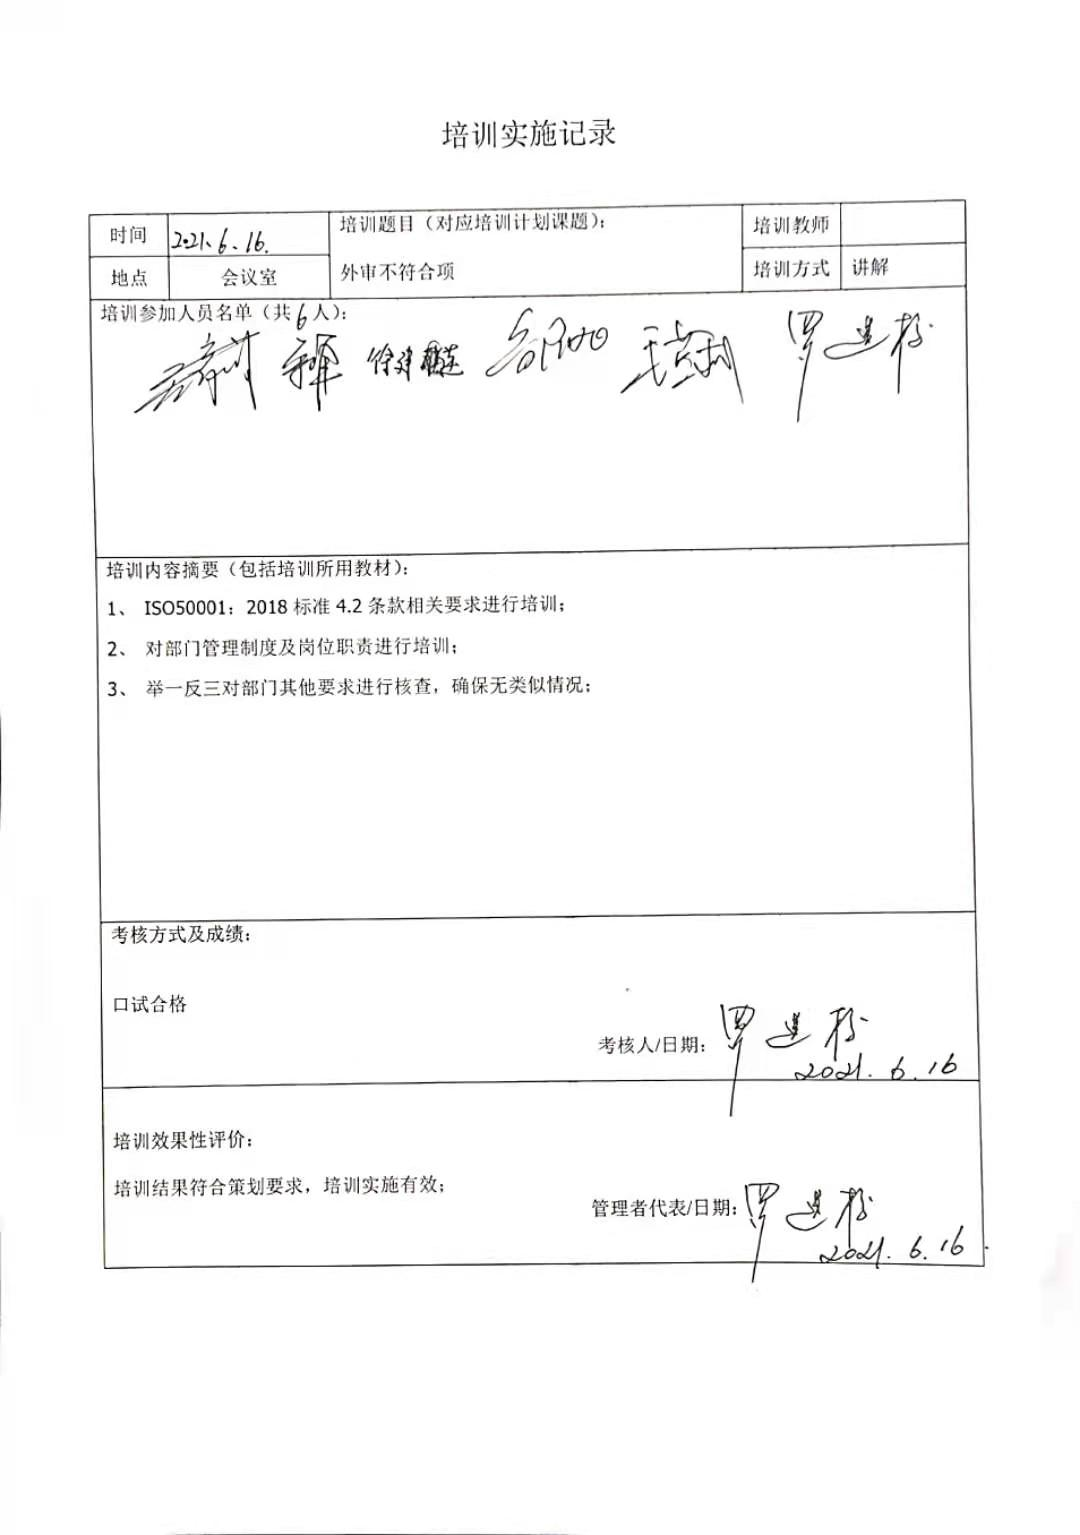 培训实施记录
时间 2021.6.16. 培训题目（对应培训计划课题）： 培训教师
地点 会议室 外审不符合项 培训方式 讲解
培训参加人员名单（共6人）：
徐建 罗建
培训内容摘要（包括培训所用教材）：
1、 ISO50001：2018 标准 4.2 条款相关要求进行培训；
2、 对部门管理制度及岗位职责进行培训；
3、 举一反三对部门其他要求进行核查，确保无类似情况；
考核方式及成绩：
口试合格
考核人/日期： 罗建
2021.6.16
培训效果性评价：
培训结果符合策划要求，培训实施有效；
管理者代表/日期： 罗建
2021.6.16